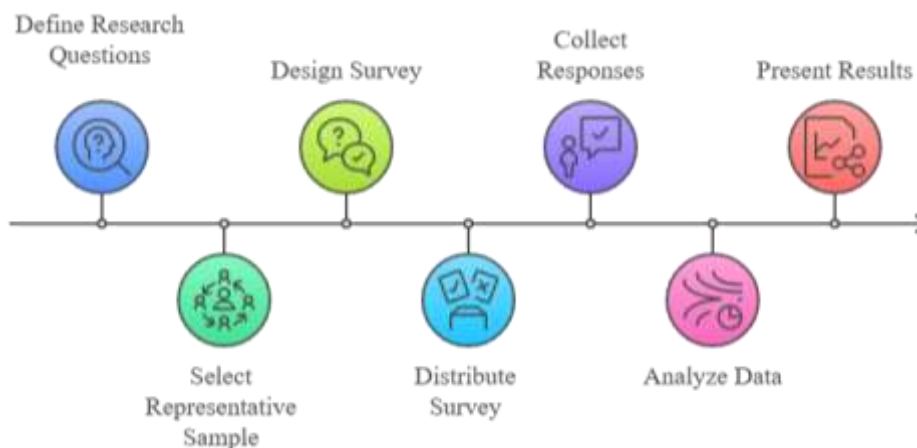 Define Research
Questions
Select
Representative
Sample
Design Survey
Distribute
Survey
Collect
Responses
Analyze Data
Present Results